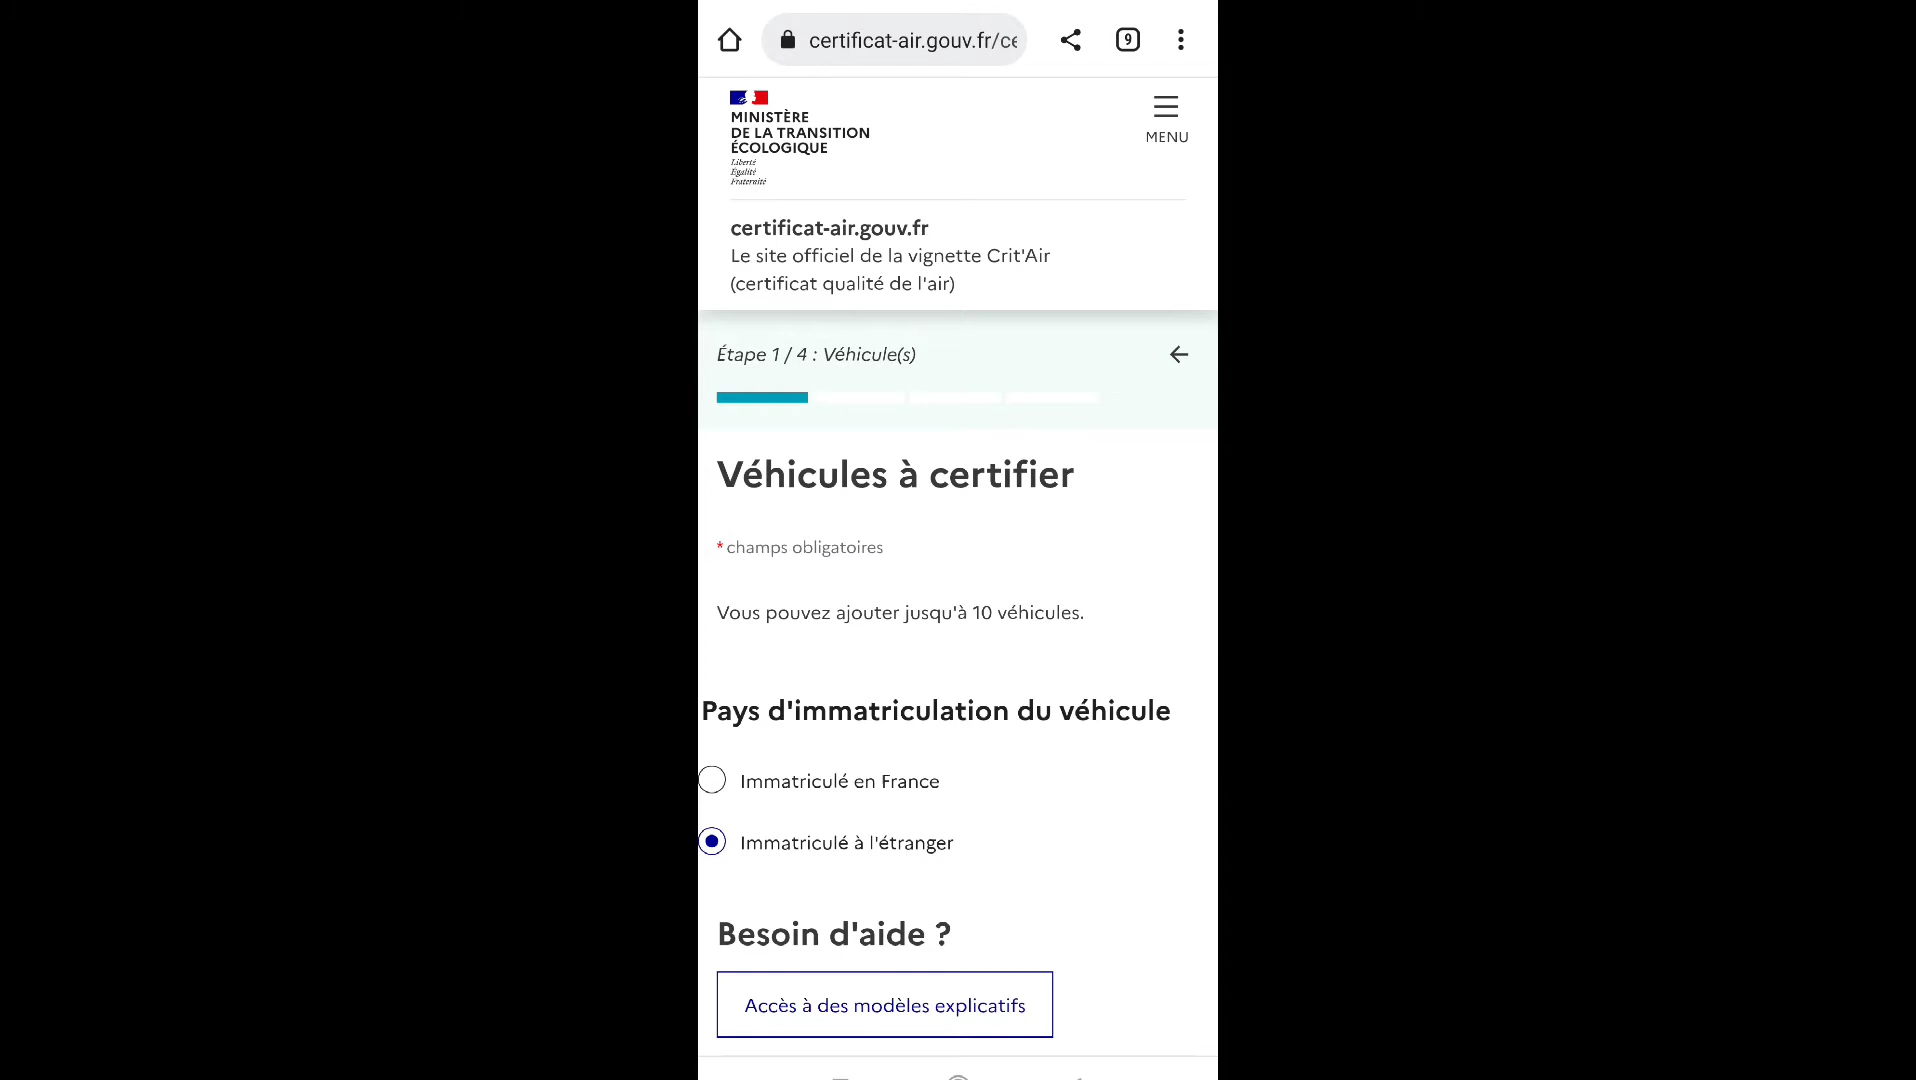 certificat-air.gouv.fr/ce
9
MINISTÈRE
DE LA TRANSITION
ÉCOLOGIQUE
Liberté
Égalité
Fraternité
MENU
certificat-air.gouv.fr
Le site officiel de la vignette Crit'Air
(certificat qualité de l'air)
Étape 1 / 4 : Véhicule(s)
Véhicules à certifier
* champs obligatoires
Vous pouvez ajouter jusqu'à 10 véhicules.
Pays d'immatriculation du véhicule
Immatriculé en France
Immatriculé à l'étranger
Besoin d'aide ?
Accès à des modèles explicatifs